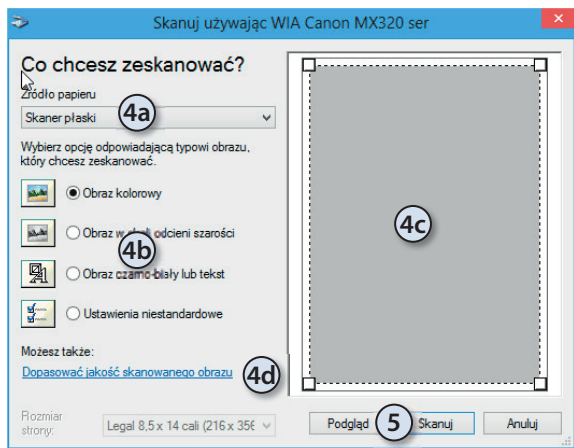 Skanuj używając WIA Canon MX320 ser
Co chcesz zeskanować?
Źródło papieru
4a
Skaner płaski
Wybierz opcję odpowiadającą typowi obrazu,
który chcesz zeskanować.
Obraz kolorowy
Obraz w skali odcieni szarości
4b
Obraz czarno-biały lub tekst
Ustawienia niestandardowe
4c
Możesz także:
Dopasować jakość skanowanego obrazu
4d
Rozmiar
strony:
Legal 8,5 x 14 cali (216 x 356
Podgląd
5
Skanuj
Anuluj